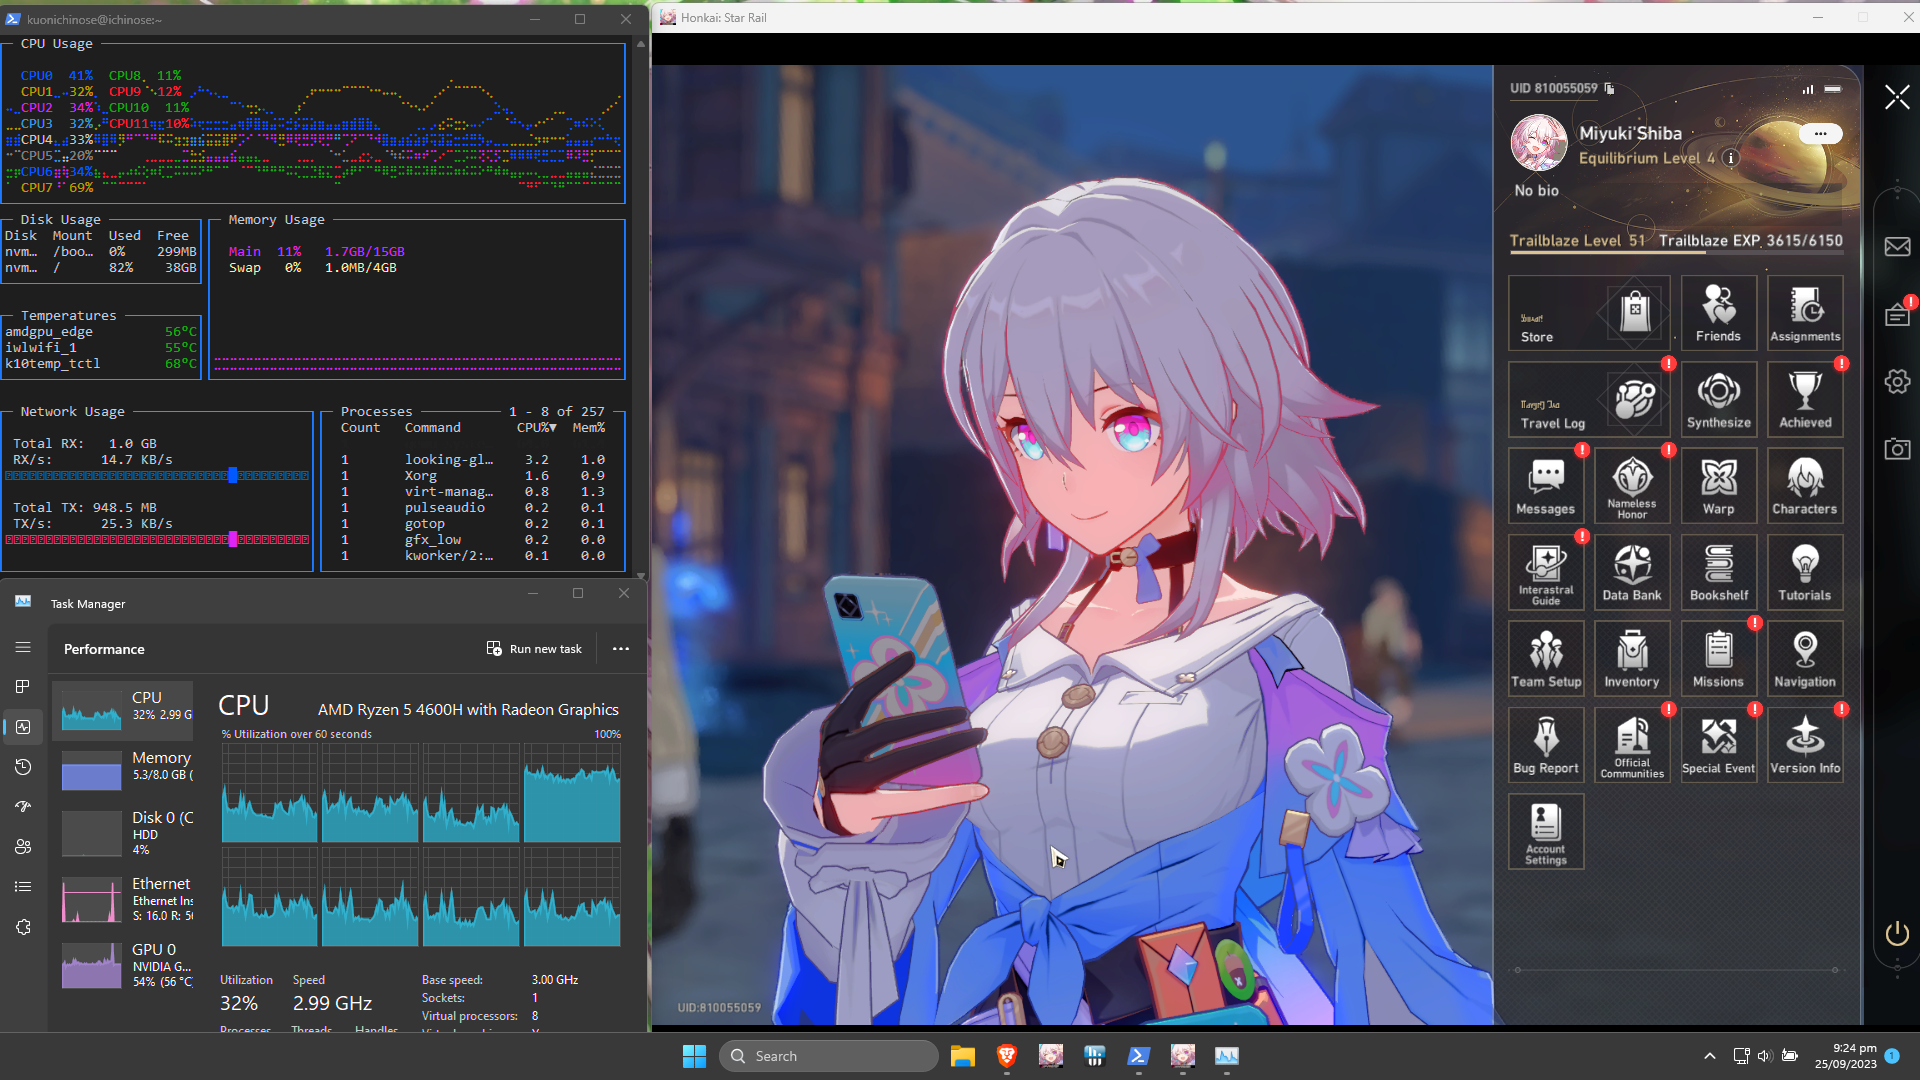 kuonichinose@ichinose:~
CPU Usage
CPU0 41% CPU8 11%
CPU1 32% CPU9 12%
CPU2 34% CPU10 11%
CPU3 32% CPU11 10%
CPU4 33%
CPU5 20%
CPU6 34%
CPU7 69%
Disk Usage
Disk Mount Used Free
nvm… /boo… 0% 299MB
nvm… / 82% 38GB
Memory Usage
Main 11% 1.7GB/15GB
Swap 0% 1.0MB/4GB
Temperatures
amdgpu_edge 56°C
iwlwifi_1 55°C
k10temp_tctl 68°C
Network Usage
Total RX: 1.0 GB
RX/s: 14.7 KB/s
Total TX: 948.5 MB
TX/s: 25.3 KB/s
Processes 1 - 8 of 257
Count Command CPU%▼ Mem%
1 looking-gl… 3.2 1.0
1 Xorg 1.6 0.9
1 virt-manag… 0.8 1.3
1 pulseaudio 0.2 0.1
1 gotop 0.2 0.1
1 gfx_low 0.2 0.0
1 kworker/2:… 0.1 0.0
Task Manager
Performance
Run new task
CPU
32% 2.99 G
Memory
5.3/8.0 GB (
Disk 0 (C
HDD
4%
Ethernet
Ethernet Ins
S: 16.0 R: 5
GPU 0
NVIDIA G...
54% (56 °C)
CPU
AMD Ryzen 5 4600H with Radeon Graphics
% Utilization over 60 seconds 100%
Utilization Speed
32% 2.99 GHz
Processes Threads Handles
Base speed: 3.00 GHz
Sockets: 1
Virtual processors: 8
Honkai: Star Rail
UID 810055059
Miyuki'Shiba
Equilibrium Level 4
No bio
Trailblaze Level 51 Trailblaze EXP 3615/6150
Store
Friends
Assignments
Travel Log
Synthesize
Achieved
Messages
Nameless Honor
Warp
Characters
Interastral Guide
Data Bank
Bookshelf
Tutorials
Team Setup
Inventory
Missions
Navigation
Bug Report
Official Communities
Special Event
Version Info
Account Settings
UID:810055059
Search
9:24 pm
25/09/2023
1